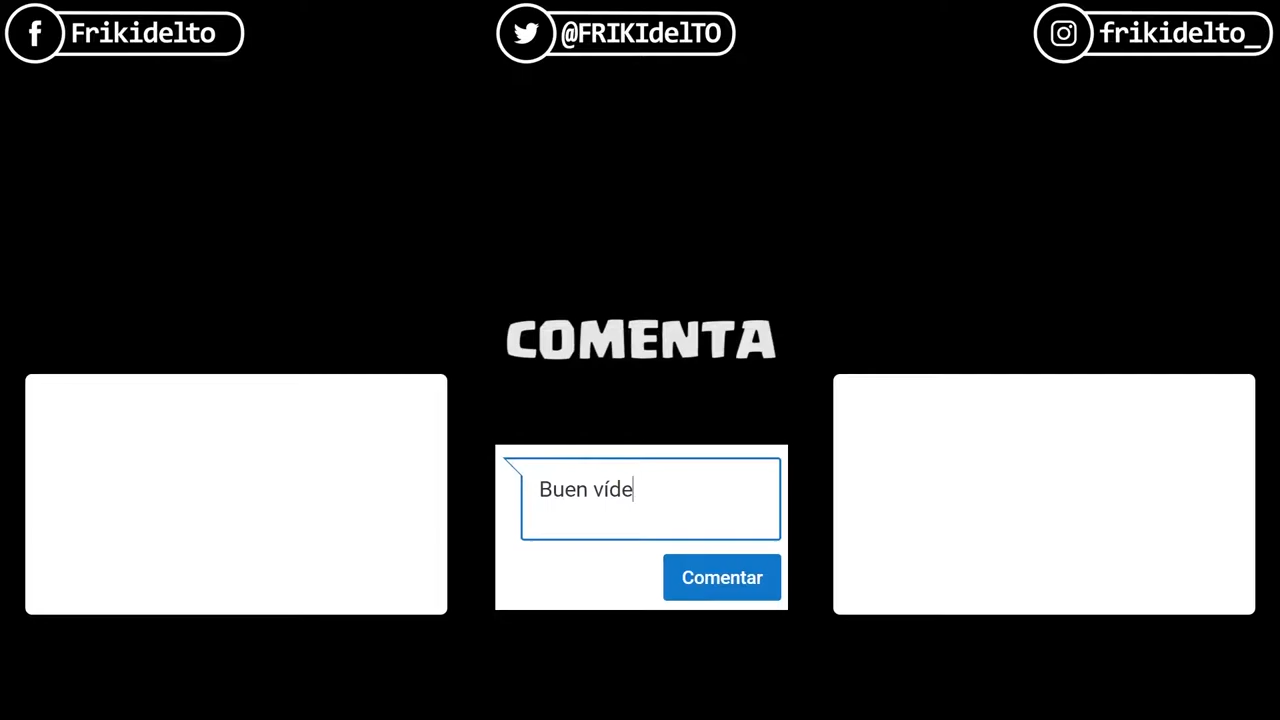 Frikidelto
@FRIKIdelTO
frikidelto_
COMENTA
Buen víde
Comentar